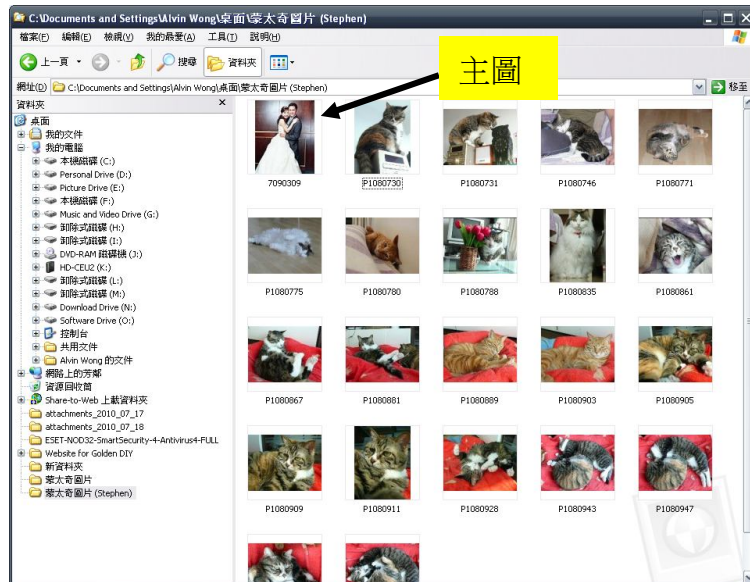 C:\Documents and Settings\Alvin Wong\桌面\蒙太奇圖片 (Stephen)
檔案(F) 編輯(E) 檢視(V) 我的最愛(A) 工具(T) 說明(H)
上一頁 搜尋 資料夾
主圖
網址(D) C:\Documents and Settings\Alvin Wong\桌面\蒙太奇圖片 (Stephen) 移至
資料夾
桌面
我的文件
我的電腦
本機磁碟 (C:)
Personal Drive (D:)
Picture Drive (E:)
本機磁碟 (F:)
Music and Video Drive (G:)
卸除式磁碟 (H:)
卸除式磁碟 (I:)
DVD-RAM 磁碟機 (J:)
HD-CEU2 (K:)
卸除式磁碟 (L:)
卸除式磁碟 (M:)
Download Drive (N:)
Software Drive (O:)
控制台
共用文件
Alvin Wong 的文件
網路上的芳鄰
資源回收筒
Share-to-Web 上載資料夾
attachments_2010_07_17
attachments_2010_07_18
ESET-NOD32-SmartSecurity-4-Antivirus4-FULL
Website for Golden DIY
新資料夾
蒙太奇圖片
蒙太奇圖片 (Stephen)
7090309 P1080730 P1080731 P1080746 P1080771
P1080775 P1080780 P1080788 P1080835 P1080861
P1080867 P1080881 P1080889 P1080903 P1080905
P1080909 P1080911 P1080928 P1080943 P1080947